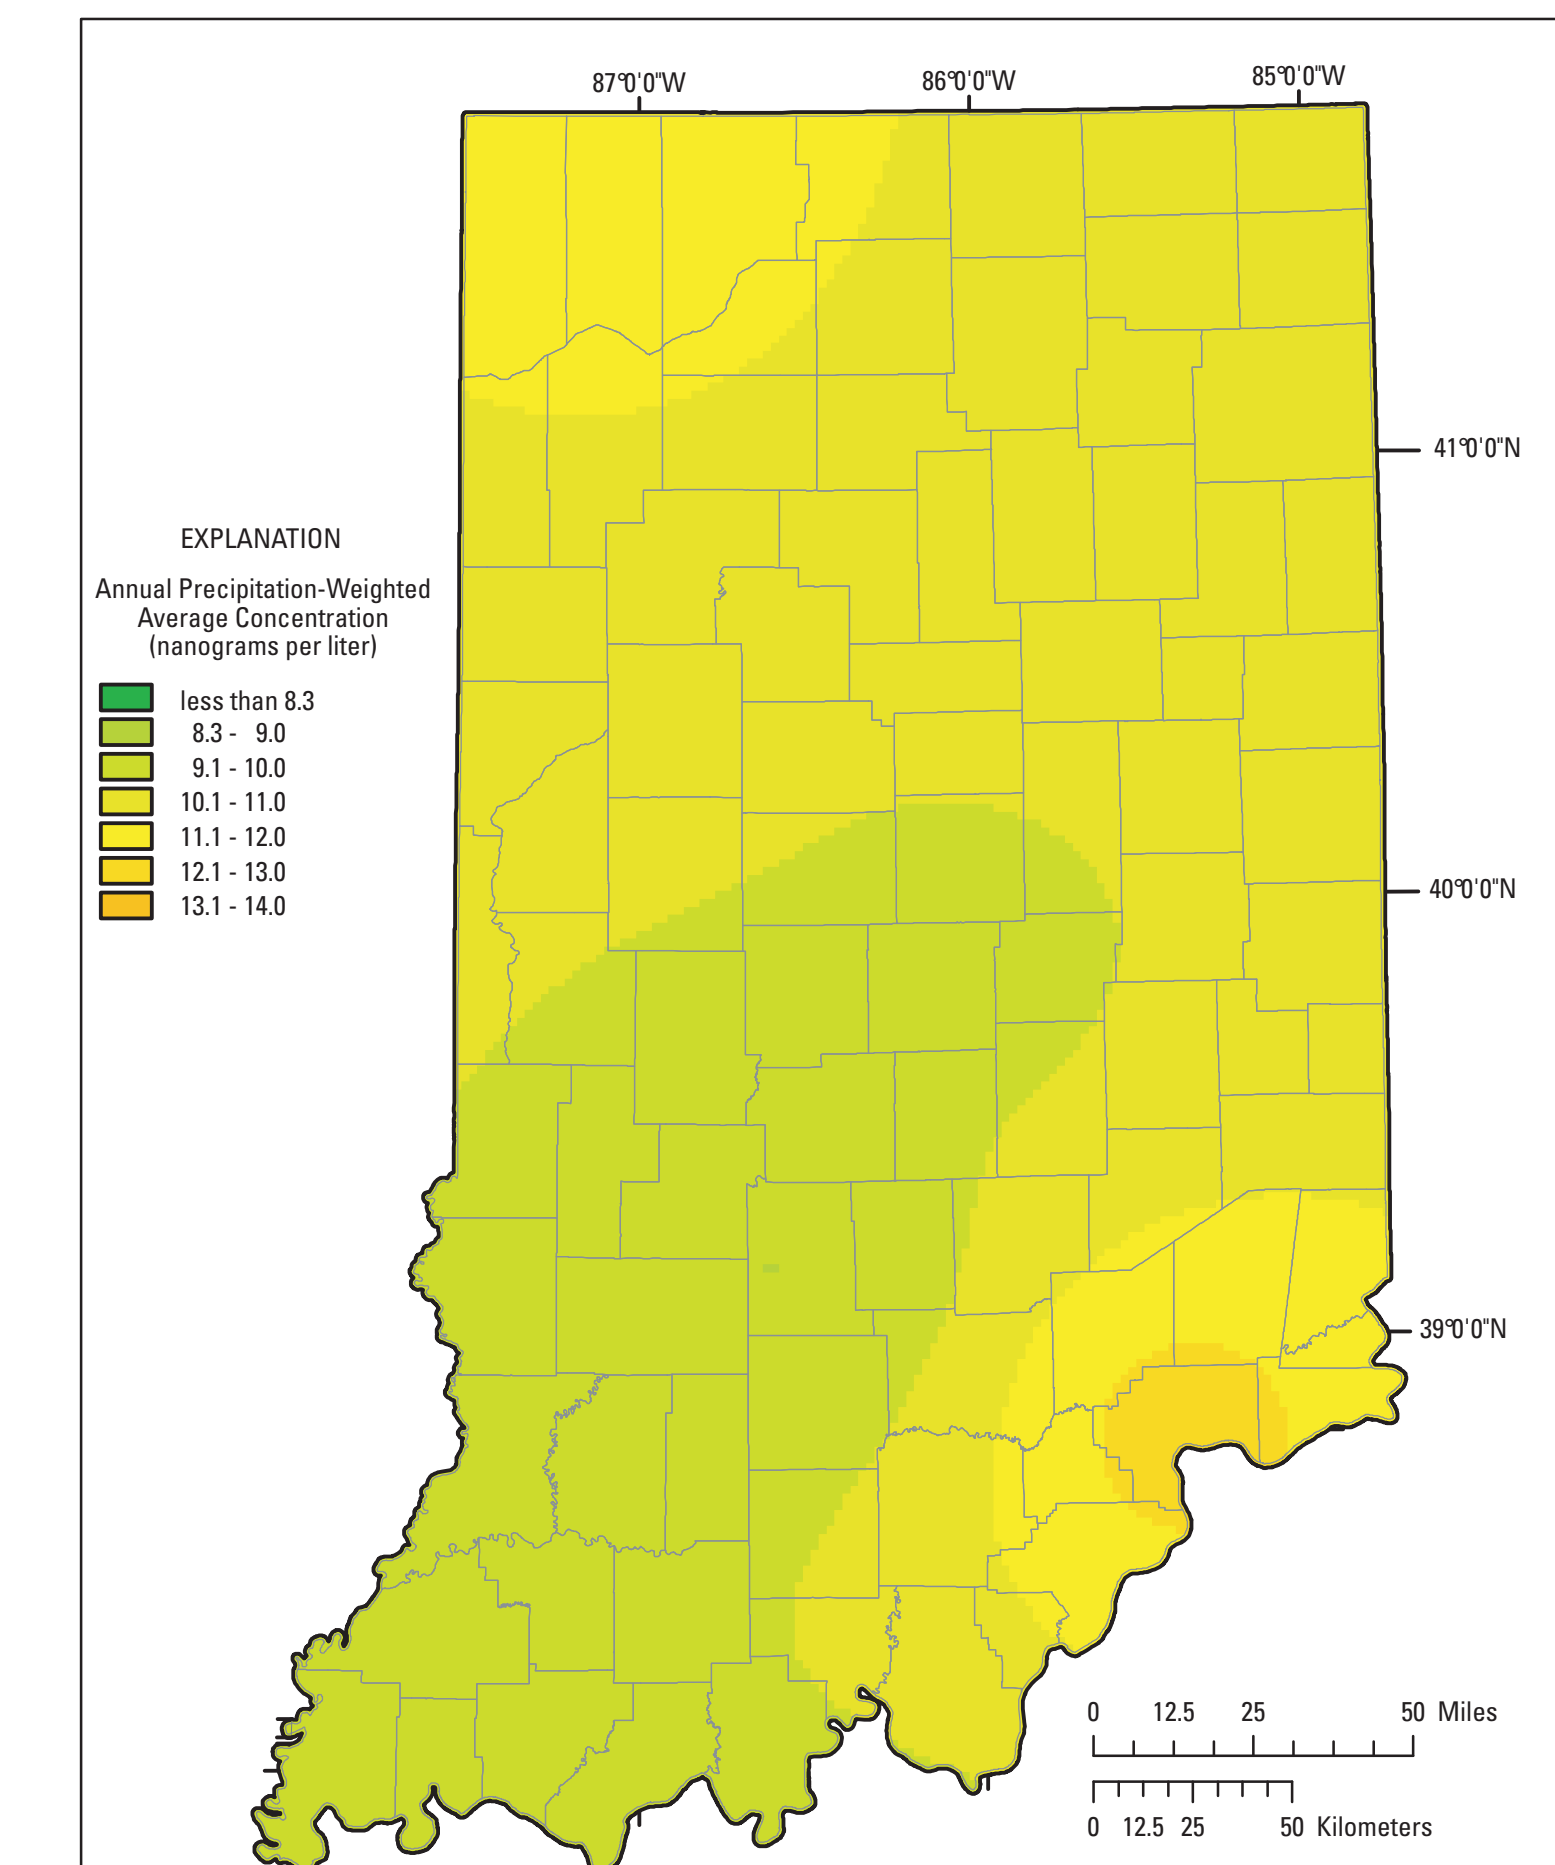 87°0'0"W
86°0'0"W
85°0'0"W
41°0'0"N
EXPLANATION
Annual Precipitation-Weighted
Average Concentration
(nanograms per liter)
less than 8.3
8.3 - 9.0
9.1 - 10.0
10.1 - 11.0
11.1 - 12.0
12.1 - 13.0
13.1 - 14.0
40°0'0"N
39°0'0"N
0 12.5 25 50 Miles
0 12.5 25 50 Kilometers